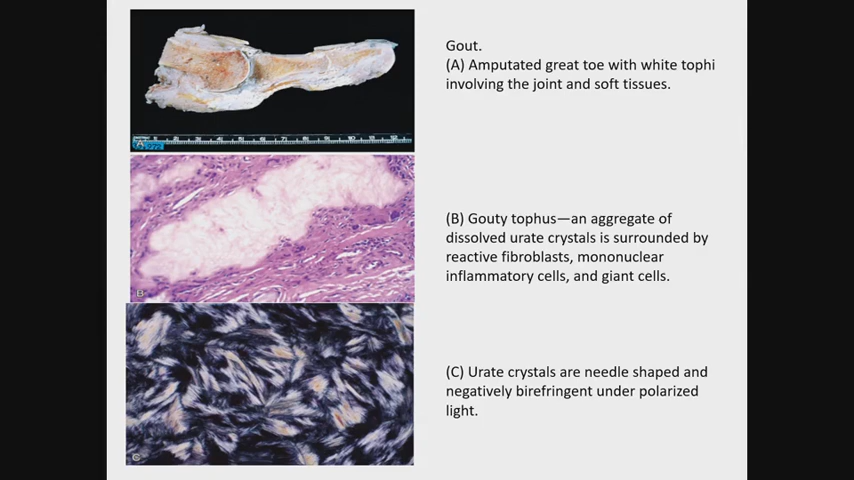 Gout.
(A) Amputated great toe with white tophi
involving the joint and soft tissues.
(B) Gouty tophus—an aggregate of
dissolved urate crystals is surrounded by
reactive fibroblasts, mononuclear
inflammatory cells, and giant cells.
B
(C) Urate crystals are needle shaped and
negatively birefringent under polarized
light.
C